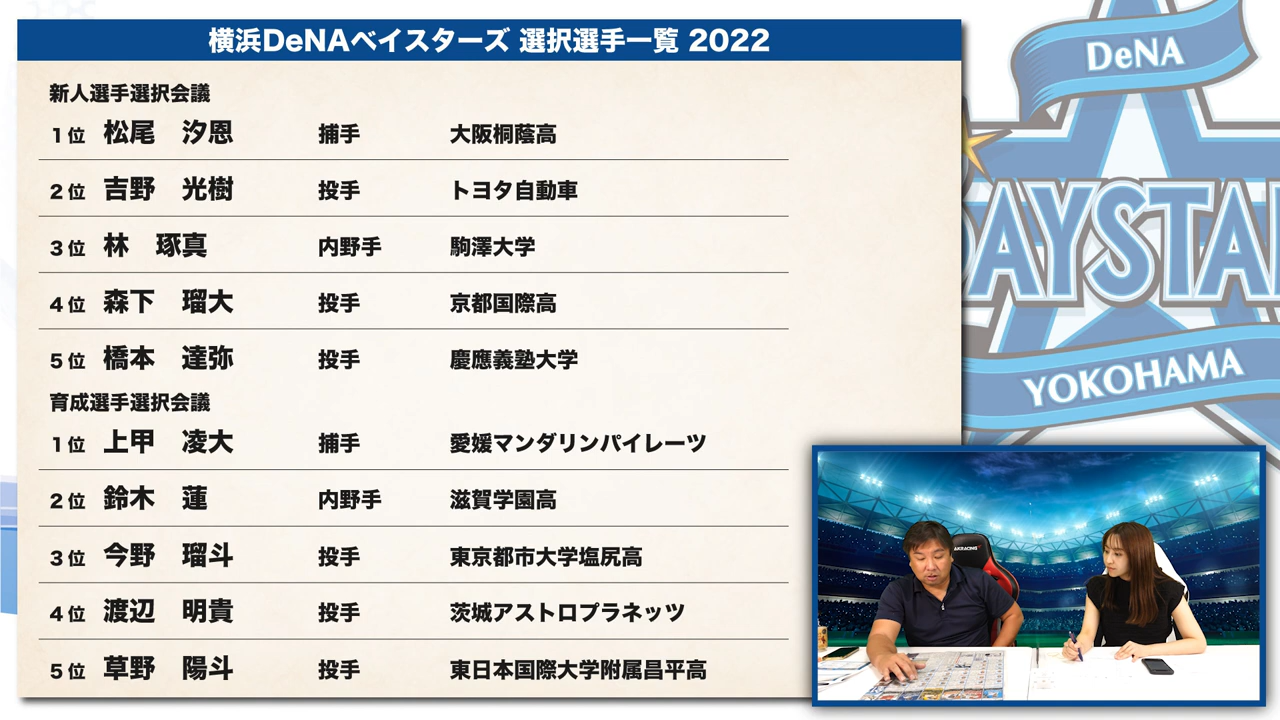 横浜DeNAベイスターズ 選択選手一覧 2022
新人選手選択会議
1位 松尾 汐恩 捕手 大阪桐蔭高
2位 吉野 光樹 投手 トヨタ自動車
3位 林 琢真 内野手 駒澤大学
4位 森下 瑠大 投手 京都国際高
5位 橋本 達弥 投手 慶應義塾大学
育成選手選択会議
1位 上甲 凌大 捕手 愛媛マンダリンパイレーツ
2位 鈴木 蓮 内野手 滋賀学園高
3位 今野 瑠斗 投手 東京都市大学塩尻高
4位 渡辺 明貴 投手 茨城アストロプラネッツ
5位 草野 陽斗 投手 東日本国際大学附属昌平高
DeNA
AYSTA
YOKOHAMA
AKRACING